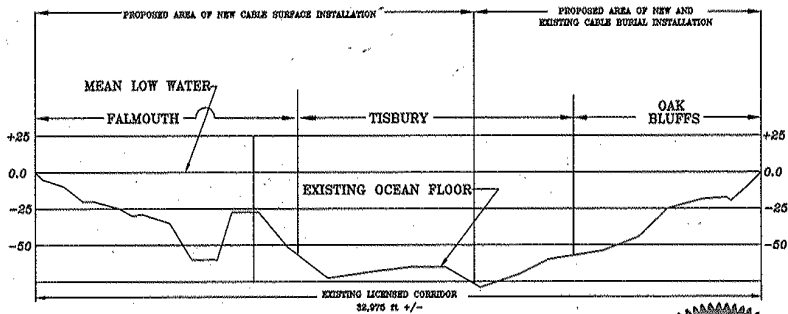 PROPOSED AREA OF NEW CABLE SURFACE INSTALLATION
PROPOSED AREA OF NEW AND
EXISTING CABLE BURIAL INSTALLATION
MEAN LOW WATER
FALMOUTH
TISBURY
OAK
BLUFFS
+25
+25
0.0
0.0
-25
-25
EXISTING OCEAN FLOOR
-50
-50
EXISTING LICENSED CORRIDOR
32,975 ft +/-